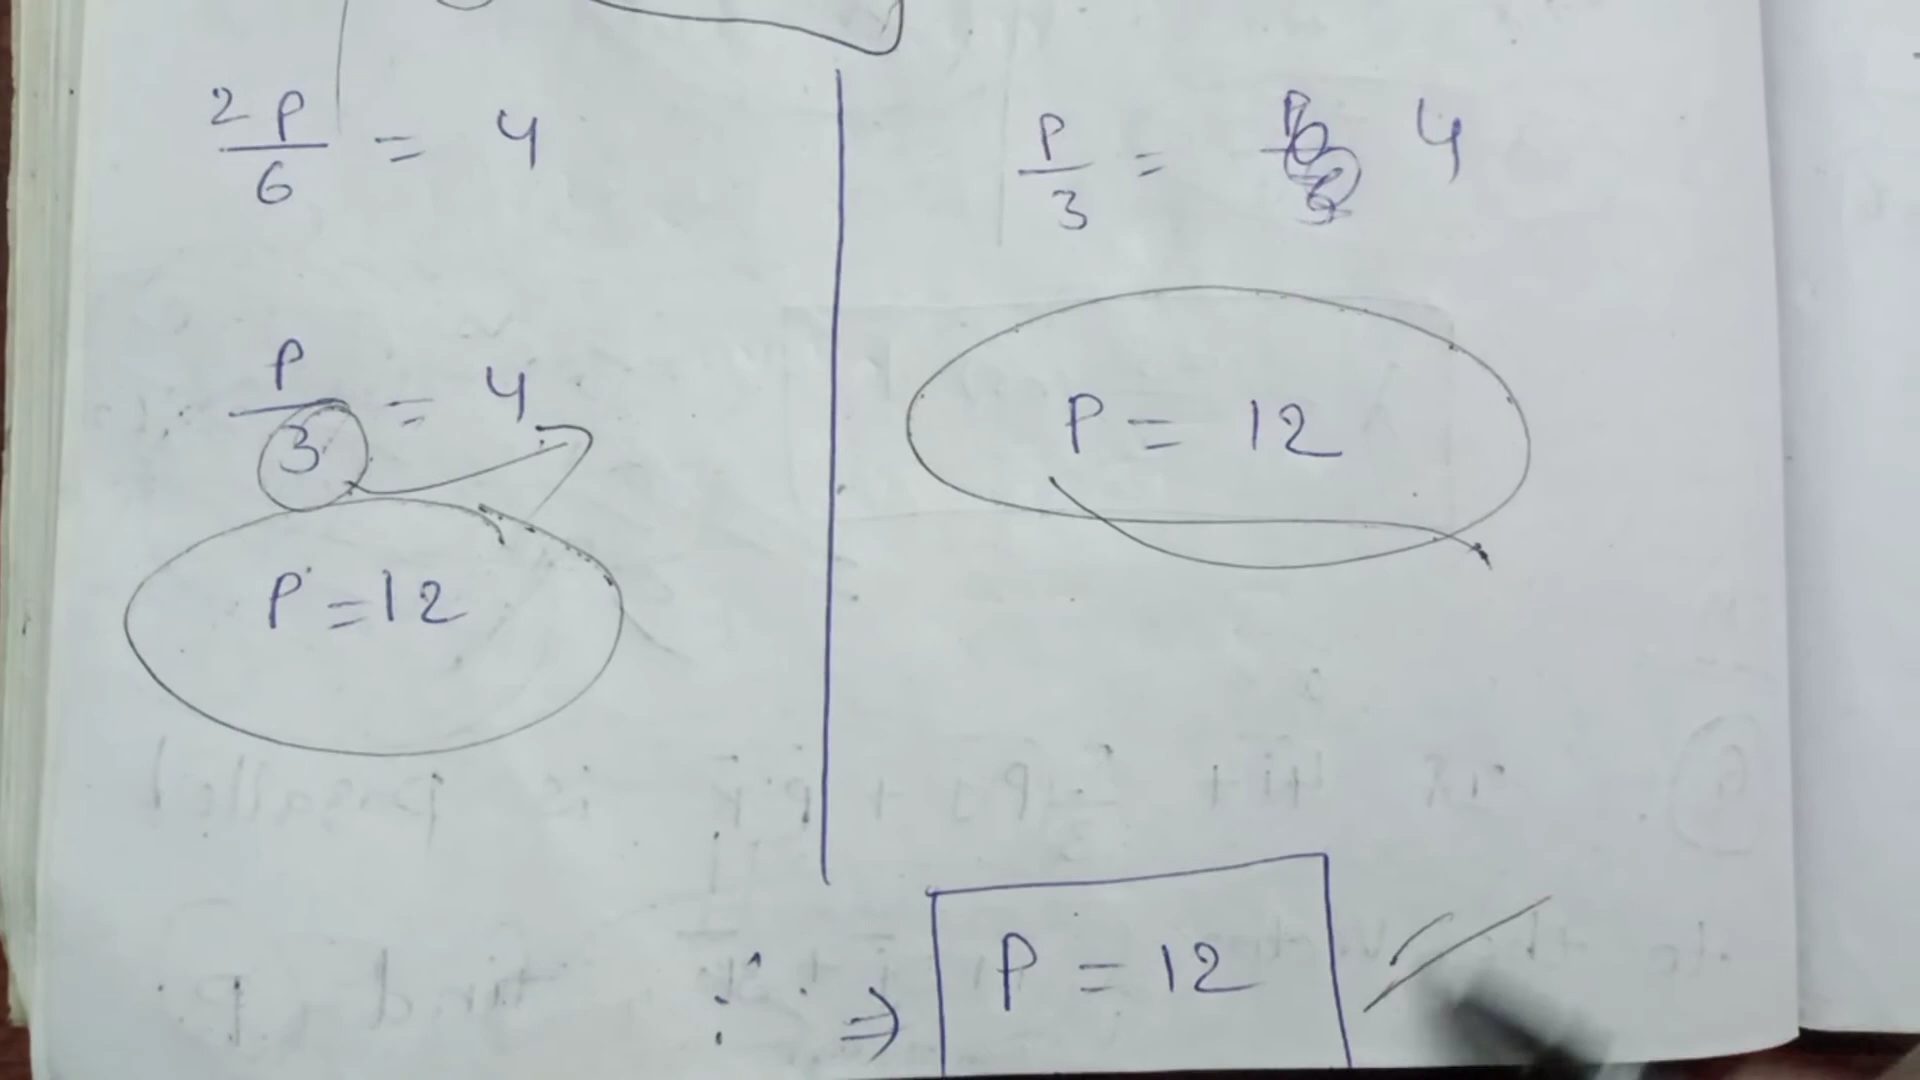 2P/6 = 4
P/3 = 4
P = 12
P/3 = 4
P = 12
∴ ⇒ P = 12